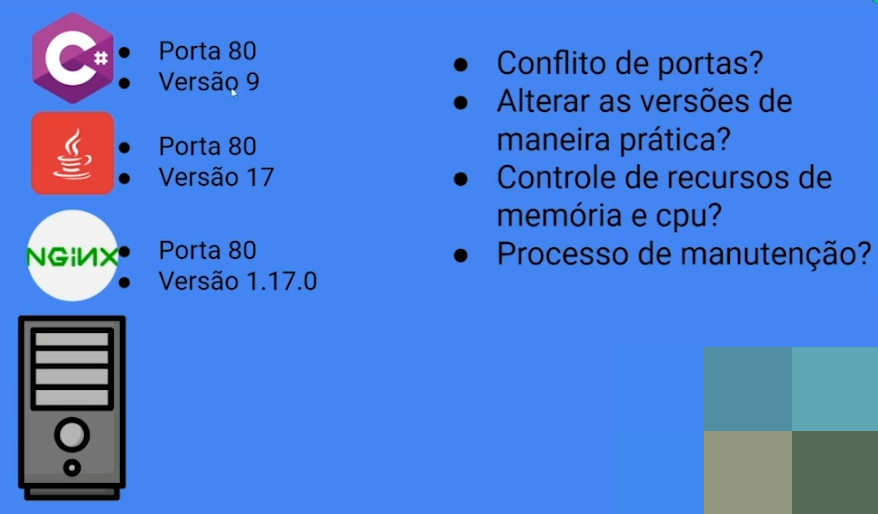 C#
Porta 80
Versão 9
Porta 80
Versão 17
NGINX
Porta 80
Versão 1.17.0
Conflito de portas?
Alterar as versões de
maneira prática?
Controle de recursos de
memória e cpu?
Processo de manutenção?